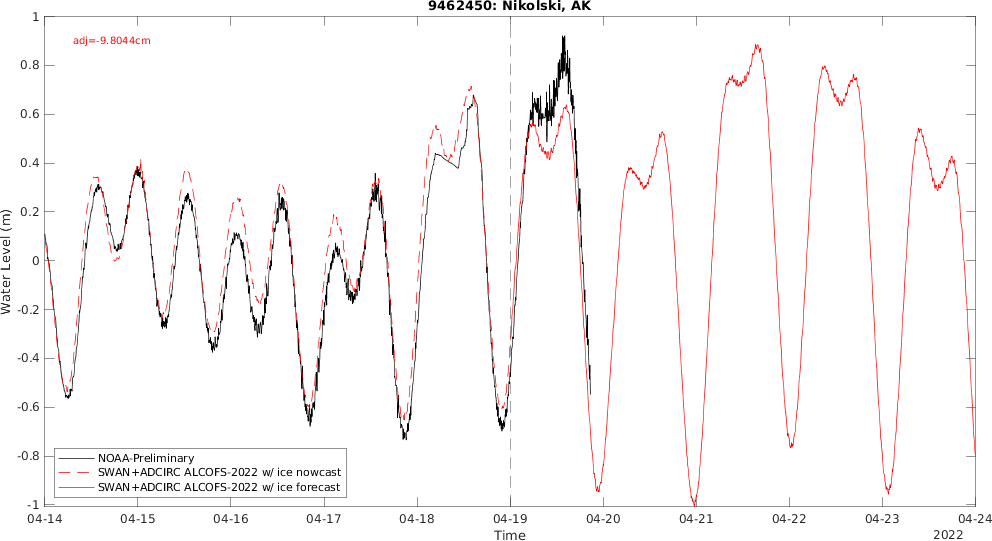 9462450: Nikolski, AK
adj=-9.8044cm
1
0.8
0.6
0.4
0.2
0
-0.2
-0.4
-0.6
-0.8
-1
Water Level (m)
NOAA-Preliminary
SWAN+ADCIRC ALCOFS-2022 w/ ice nowcast
SWAN+ADCIRC ALCOFS-2022 w/ ice forecast
04-14 04-15 04-16 04-17 04-18 04-19 04-20 04-21 04-22 04-23 04-24
Time
2022